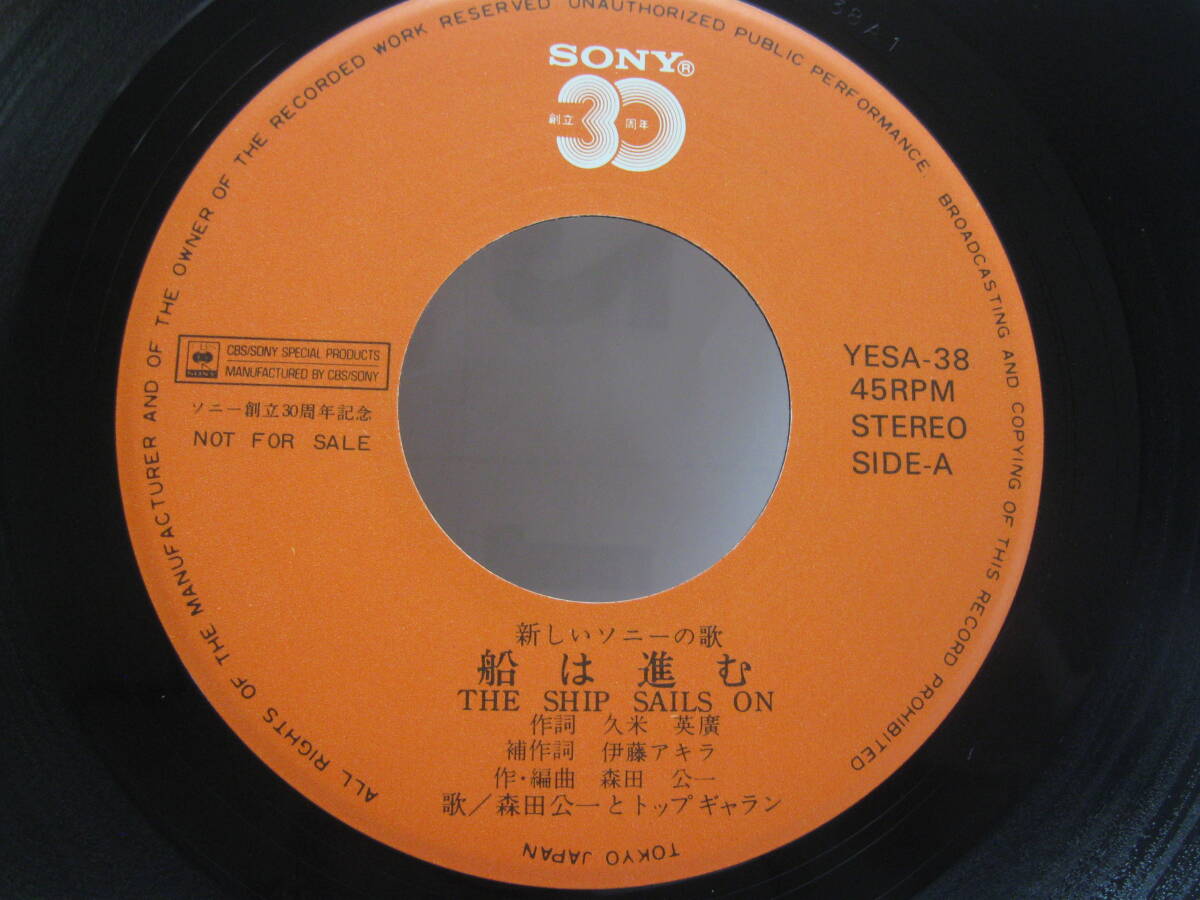 ALL RIGHTS OF THE MANUFACTURER AND OF THE OWNER OF THE RECORDED WORK RESERVED UNAUTHORIZED PUBLIC PERFORMANCE BROADCASTING AND COPYING OF THIS RECORD PROHIBITED
38A1
SONY®
30
創立 周年
SONY
CBS/SONY SPECIAL PRODUCTS
MANUFACTURED BY CBS/SONY
ソニー創立30周年記念
NOT FOR SALE
YESA-38
45RPM
STEREO
SIDE-A
新しいソニーの歌
船は進む
THE SHIP SAILS ON
作詞 久米 英廣
補作詞 伊藤アキラ
作・編曲 森田 公一
歌/森田公一とトップギャラン
TOKYO JAPAN